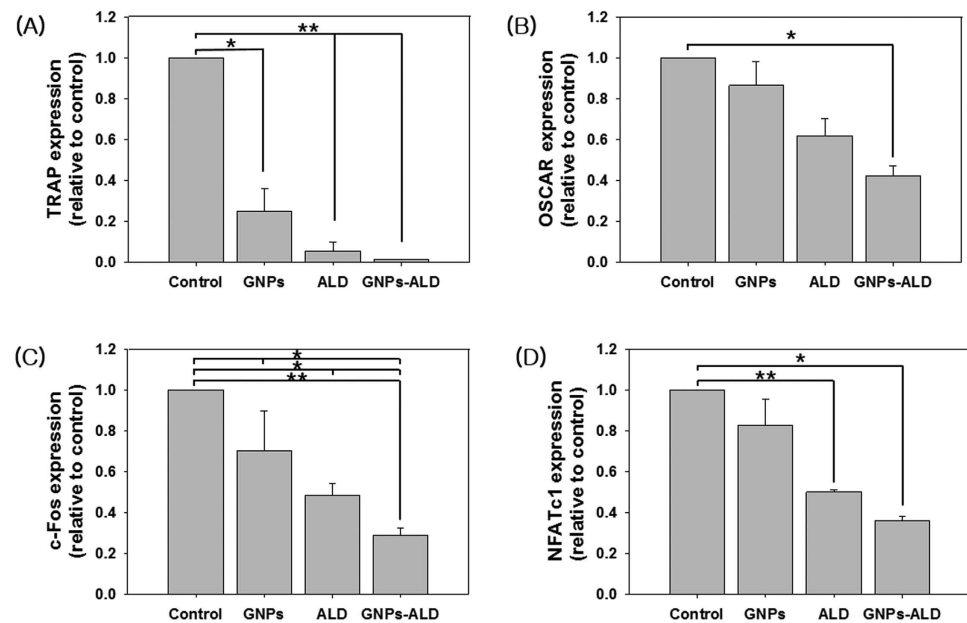 (A)
TRAP expression
(relative to control)
1.2
1.0
0.8
0.6
0.4
0.2
0.0
*
**
Control GNPs ALD GNPs-ALD
(B)
OSCAR expression
(relative to control)
1.2
1.0
0.8
0.6
0.4
0.2
0.0
*
Control GNPs ALD GNPs-ALD
(C)
c-Fos expression
(relative to control)
1.2
1.0
0.8
0.6
0.4
0.2
0.0
*
*
**
Control GNPs ALD GNPs-ALD
(D)
NFATc1 expression
(relative to control)
1.2
1.0
0.8
0.6
0.4
0.2
0.0
*
**
Control GNPs ALD GNPs-ALD